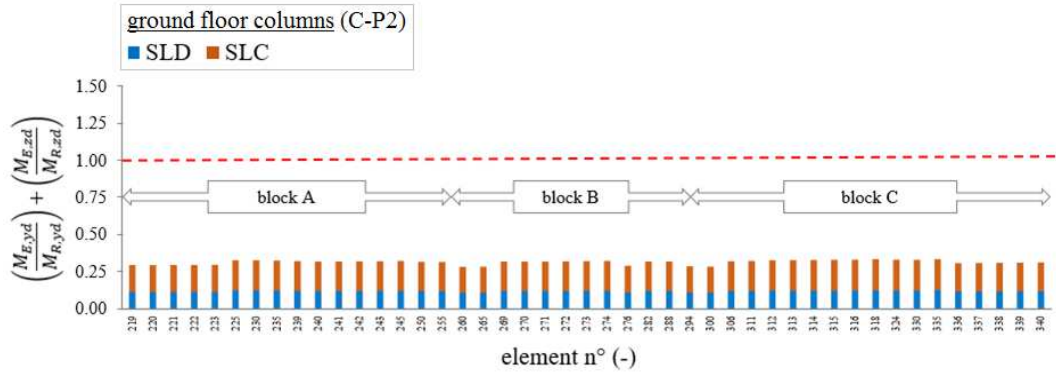 ground floor columns (C-P2)
SLD SLC
1.50
1.25
1.00
0.75
0.50
0.25
0.00
(M_E,yd / M_R,yd) + (M_E,zd / M_R,zd)
block A block B block C
219 220 221 222 223 225 230 235 239 240 241 242 243 245 250 255 260 265 269 270 271 272 273 274 276 282 288 294 300 306 311 312 313 314 315 316 318 324 330 335 336 337 338 339 340
element n° (-)